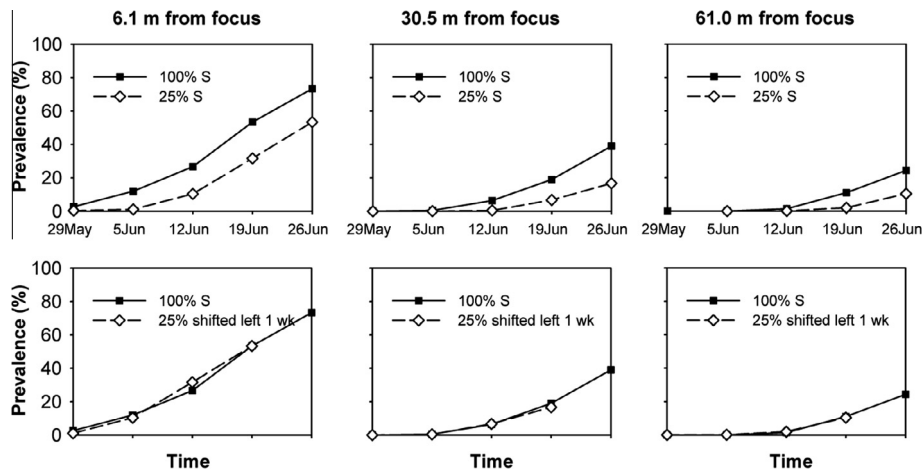 6.1 m from focus
30.5 m from focus
61.0 m from focus
Prevalence (%)
100
80
60
40
20
0
100% S
25% S
100% S
25% S
100% S
25% S
29May 5Jun 12Jun 19Jun 26Jun
29May 5Jun 12Jun 19Jun 26Jun
29May 5Jun 12Jun 19Jun 26Jun
Prevalence (%)
100
80
60
40
20
0
100% S
25% shifted left 1 wk
100% S
25% shifted left 1 wk
100% S
25% shifted left 1 wk
Time
Time
Time